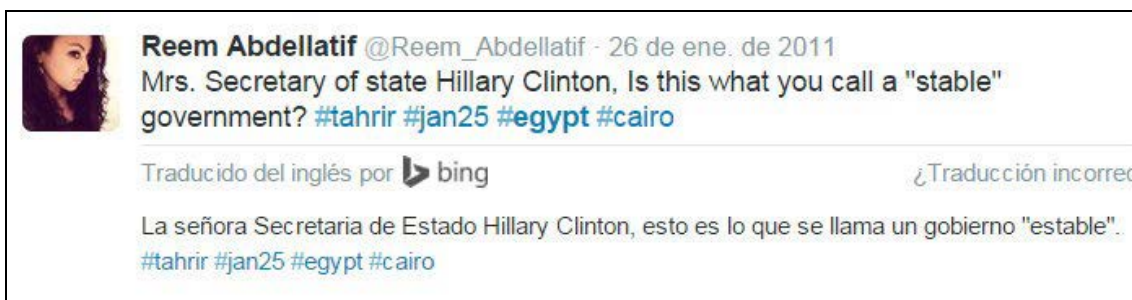 Reem Abdellatif @Reem_Abdellatif · 26 de ene. de 2011
Mrs. Secretary of state Hillary Clinton, Is this what you call a "stable"
government? #tahrir #jan25 #egypt #cairo
Traducido del inglés por bing ¿Traducción incorrec
La señora Secretaria de Estado Hillary Clinton, esto es lo que se llama un gobierno "estable".
#tahrir #jan25 #egypt #cairo